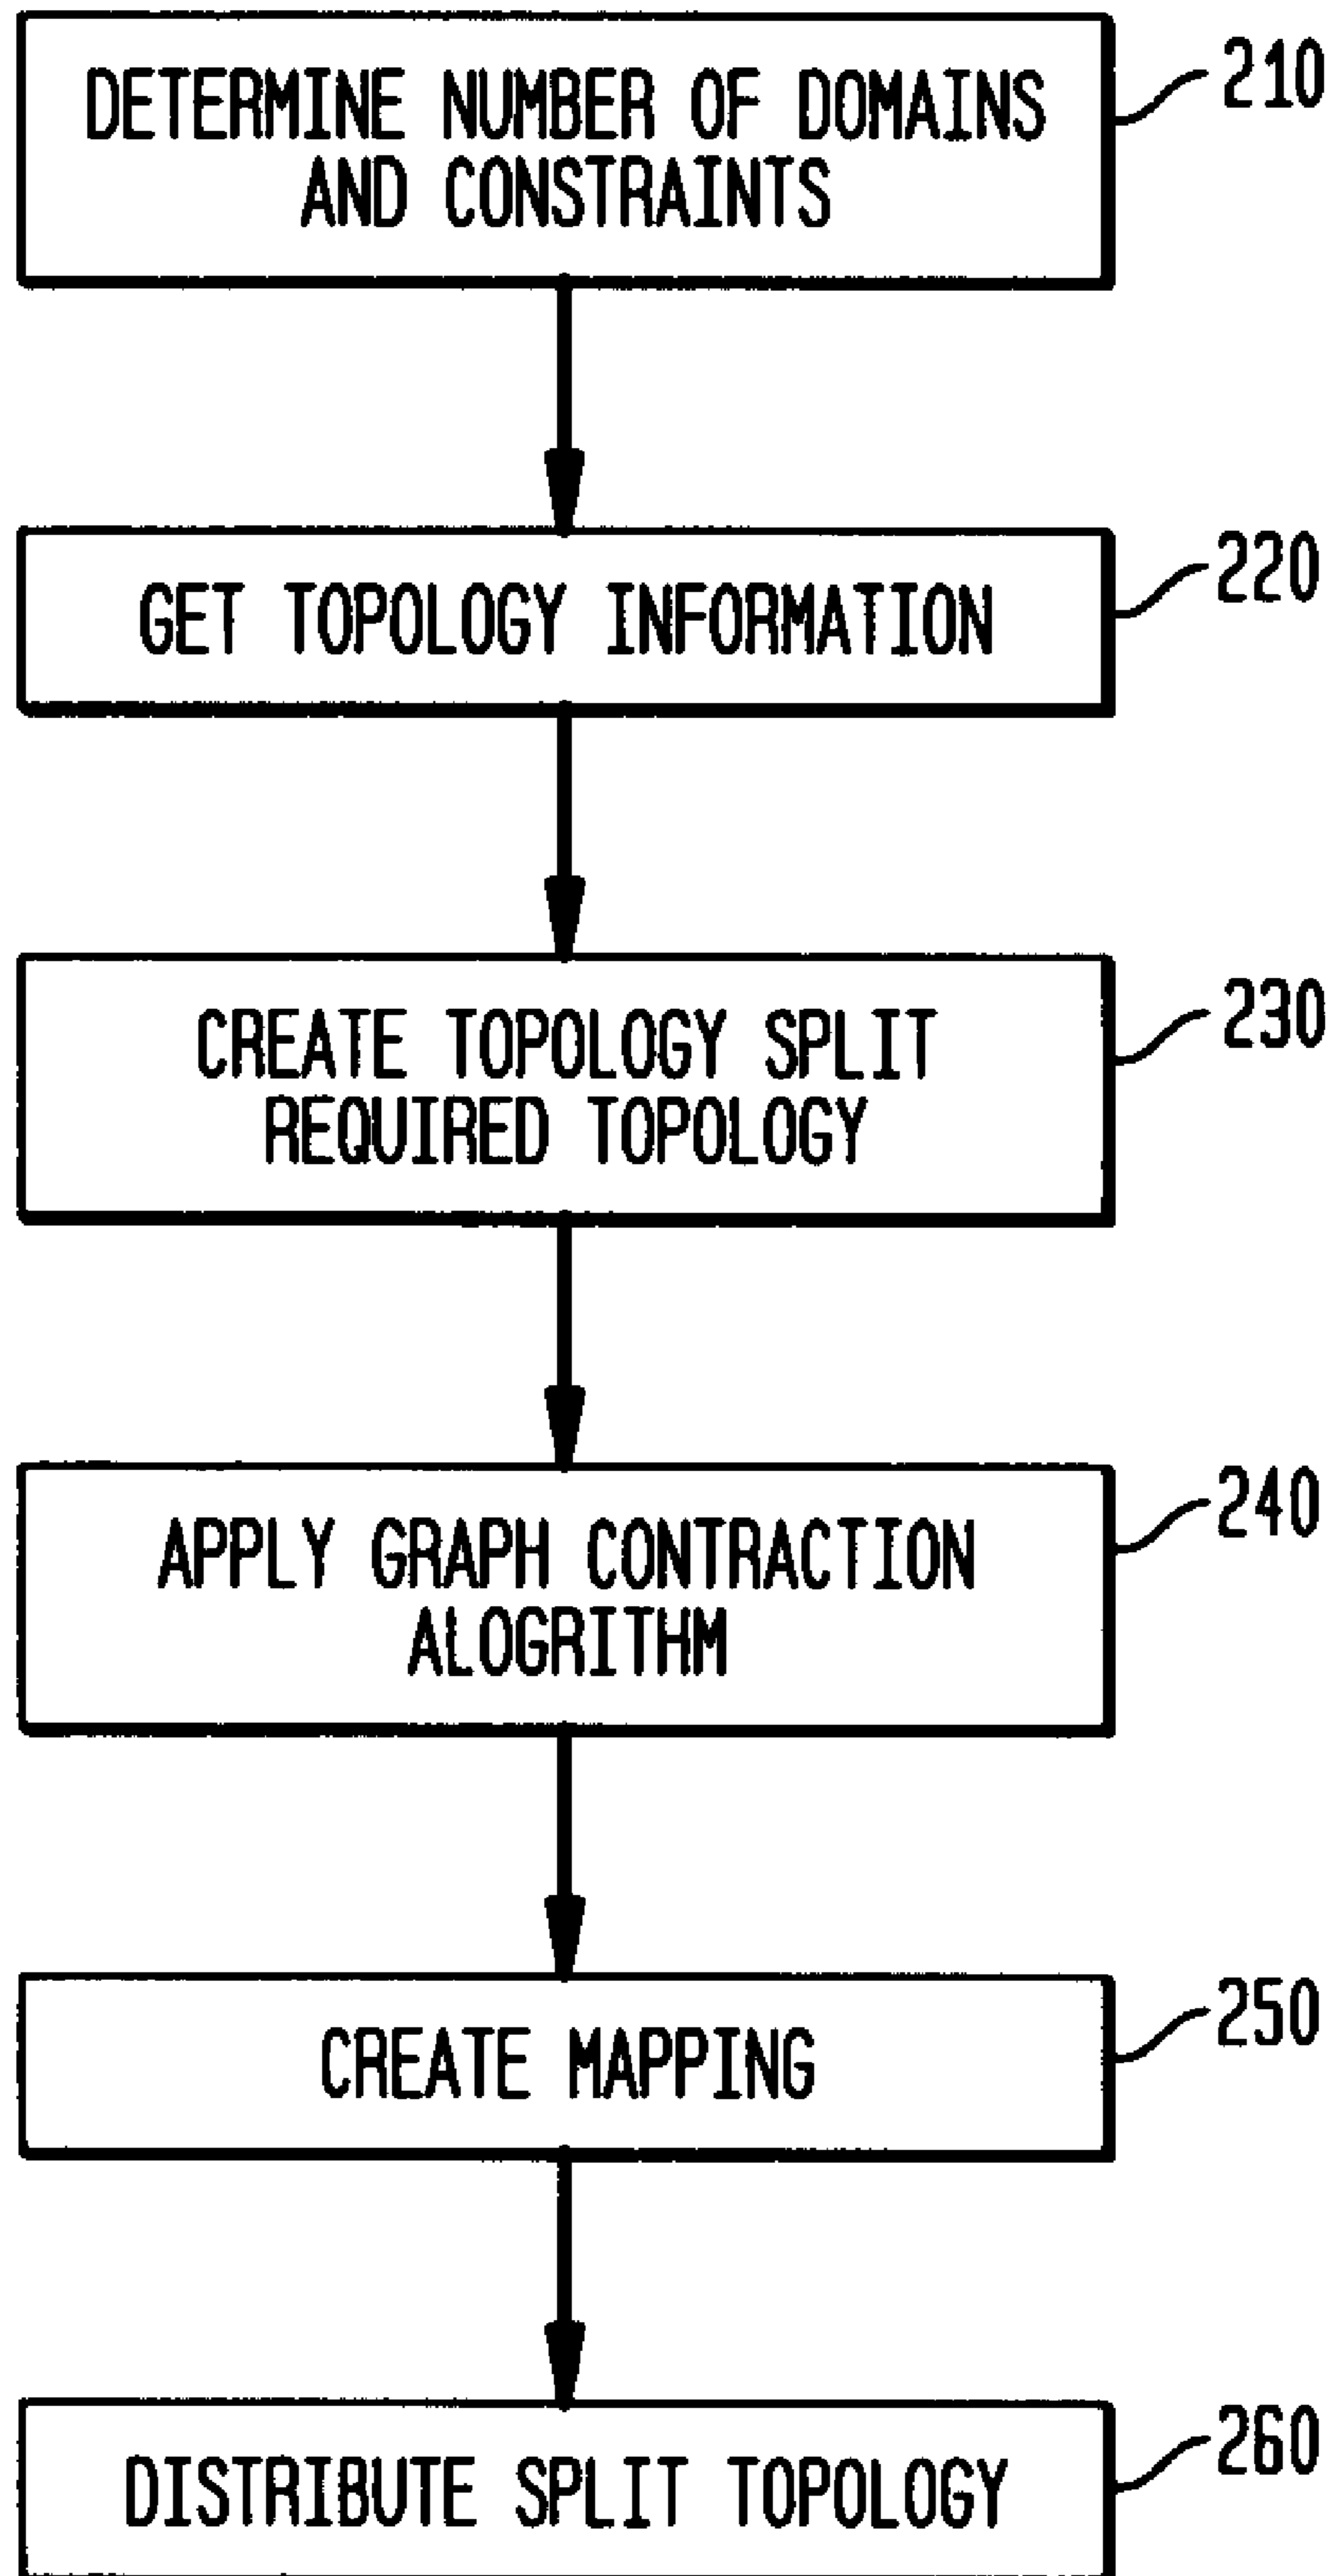 DETERMINE NUMBER OF DOMAINS
AND CONSTRAINTS
210
GET TOPOLOGY INFORMATION
220
CREATE TOPOLOGY SPLIT
REQUIRED TOPOLOGY
230
APPLY GRAPH CONTRACTION
ALOGRITHM
240
CREATE MAPPING
250
DISTRIBUTE SPLIT TOPOLOGY
260